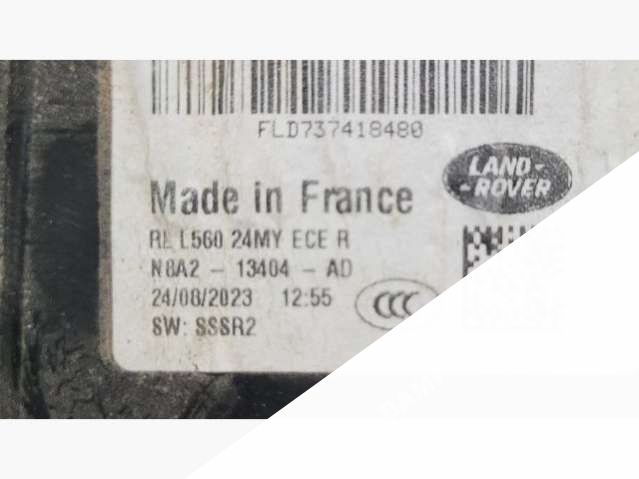 FLD737418480
LAND-
-ROVER
Made in France
RL L560 24MY ECE R
N8A2 - 13404 - AD
24/08/2023 12:55
CCC
SW: SSSR2